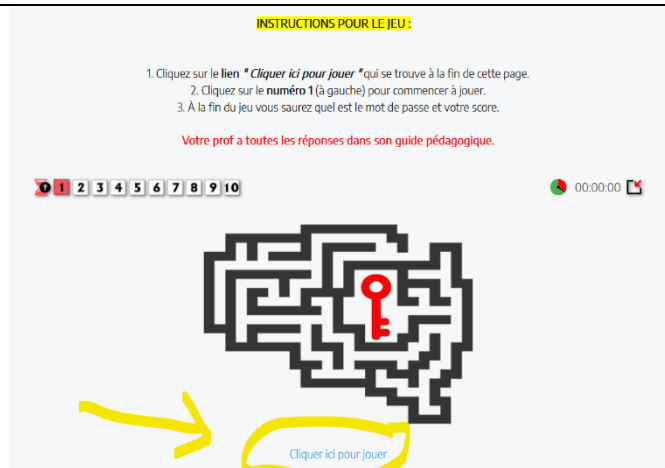 INSTRUCTIONS POUR LE JEU :
1. Cliquez sur le lien " Cliquer ici pour jouer " qui se trouve à la fin de cette page.
2. Cliquez sur le numéro 1 (à gauche) pour commencer à jouer.
3. À la fin du jeu vous saurez quel est le mot de passe et votre score.
Votre prof a toutes les réponses dans son guide pédagogique.
1 2 3 4 5 6 7 8 9 10 00:00:00
Cliquer ici pour jouer